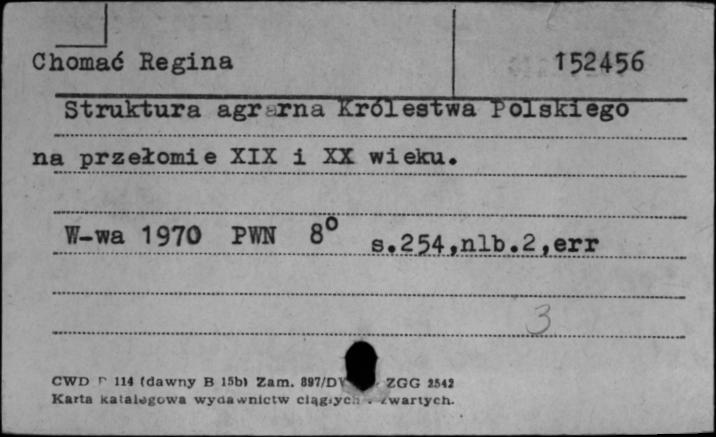 Chomać Regina 152456
Struktura agrarna Królestwa Polskiego
na przełomie XIX i XX wieku.
W-wa 1970 PWN 8° s.254,nlb.2,err
3
CWD 114 (dawny B 15b) Zam. 897/DW ZGG 2542
Karta katalogowa wydawnictw ciągłych i zwartych.